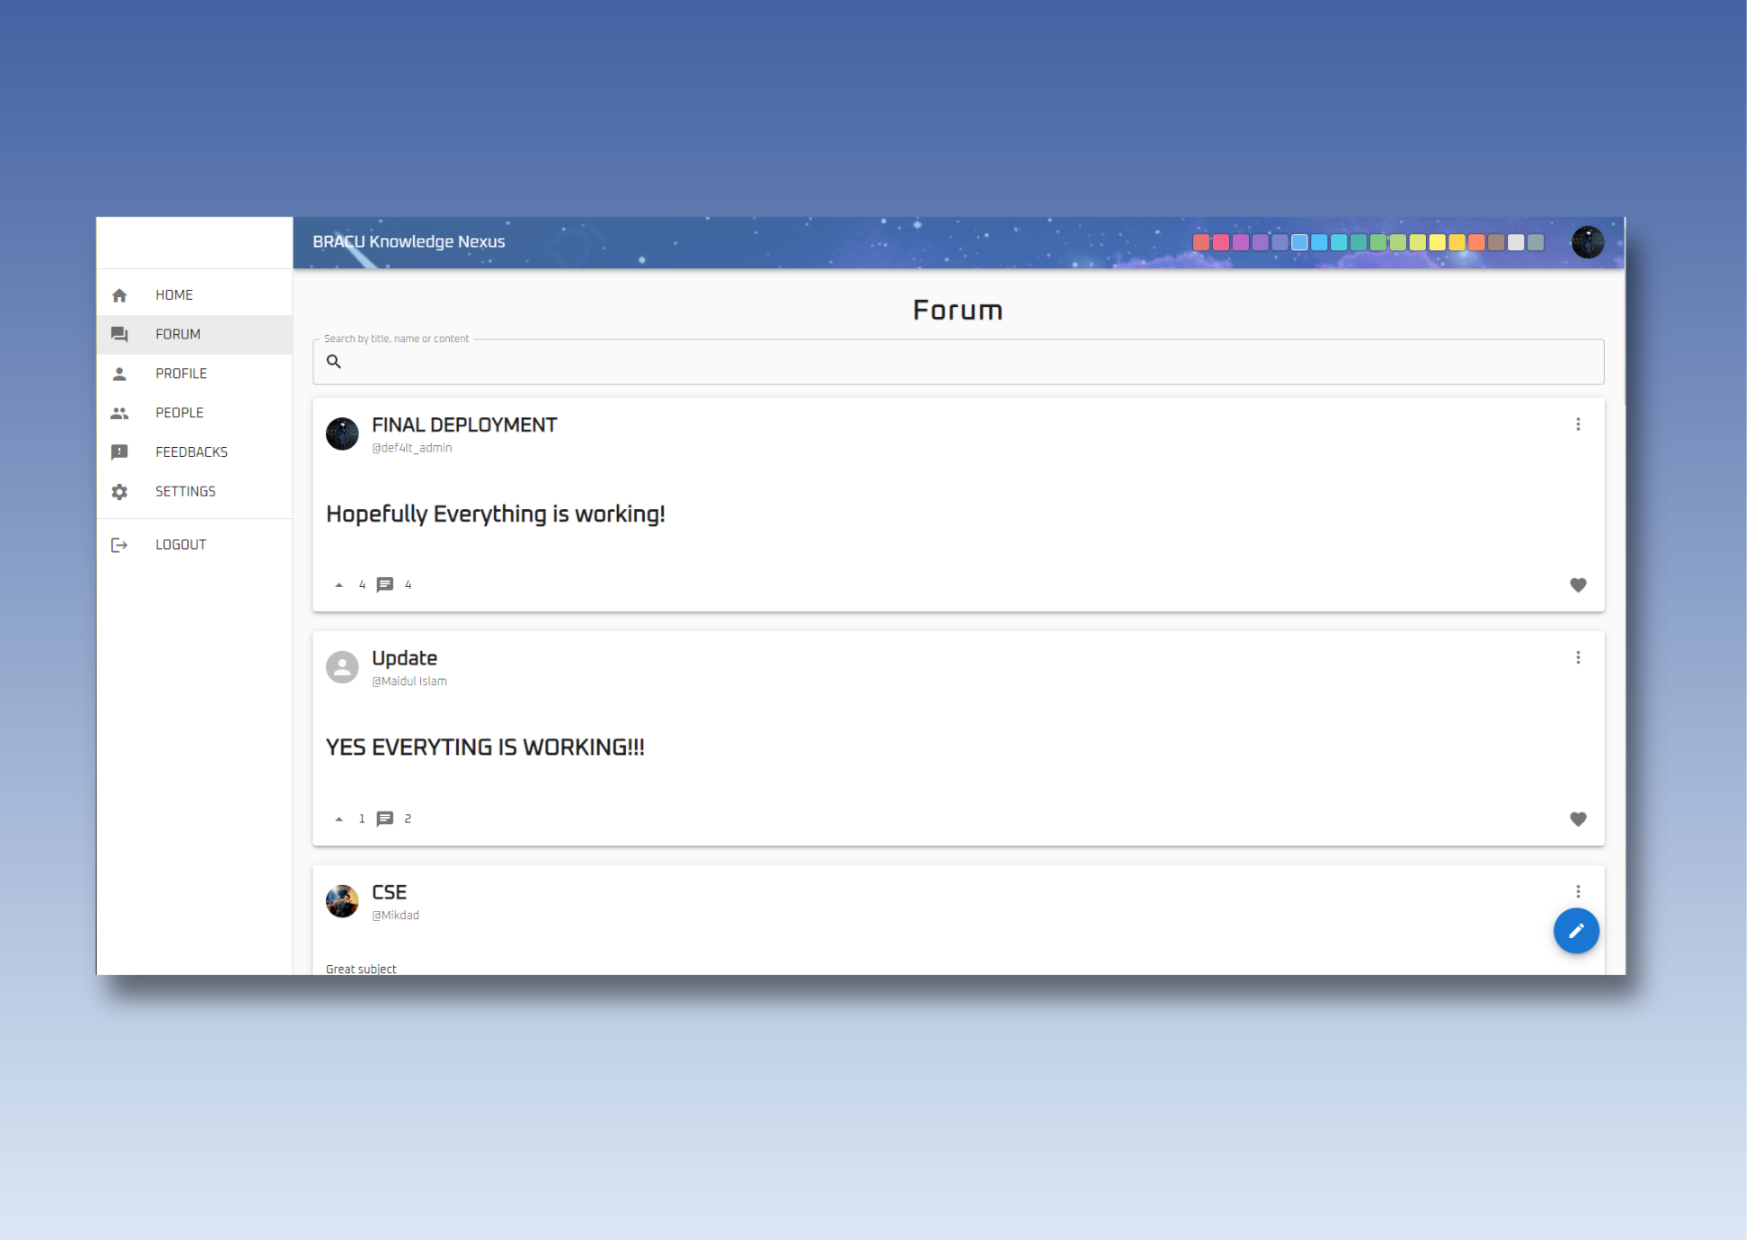 BRACU Knowledge Nexus
HOME
FORUM
PROFILE
PEOPLE
FEEDBACKS
SETTINGS
LOGOUT
Forum
Search by title, name or content
FINAL DEPLOYMENT
@def4lt_admin
Hopefully Everything is working!
4 4
Update
@Maidul Islam
YES EVERYTING IS WORKING!!!
1 2
CSE
@Mikdad
Great subject